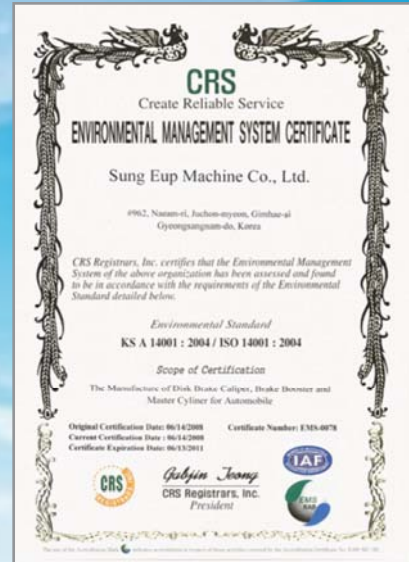 CRS
Create Reliable Service
ENVIRONMENTAL MANAGEMENT SYSTEM CERTIFICATE
Sung Eup Machine Co., Ltd.
#962, Naeam-ri, Juchon-myeon, Gimhae-si
Gyeongsangnam-do, Korea
CRS Registrars, Inc. certifies that the Environmental Management
System of the above organization has been assessed and found
to be in accordance with the requirements of the Environmental
Standard detailed below.
Environmental Standard
KS A 14001 : 2004 / ISO 14001 : 2004
Scope of Certification
The Manufacture of Disk Brake Caliper, Brake Booster and
Master Cyliner for Automobile
Original Certification Date: 06/14/2008 Certificate Number: EMS-0078
Current Certification Date : 06/14/2008
Certificate Expiration Date: 06/13/2011
IAF
CRS
Gabjin Jeong
CRS Registrars, Inc.
President
EMS
KAB